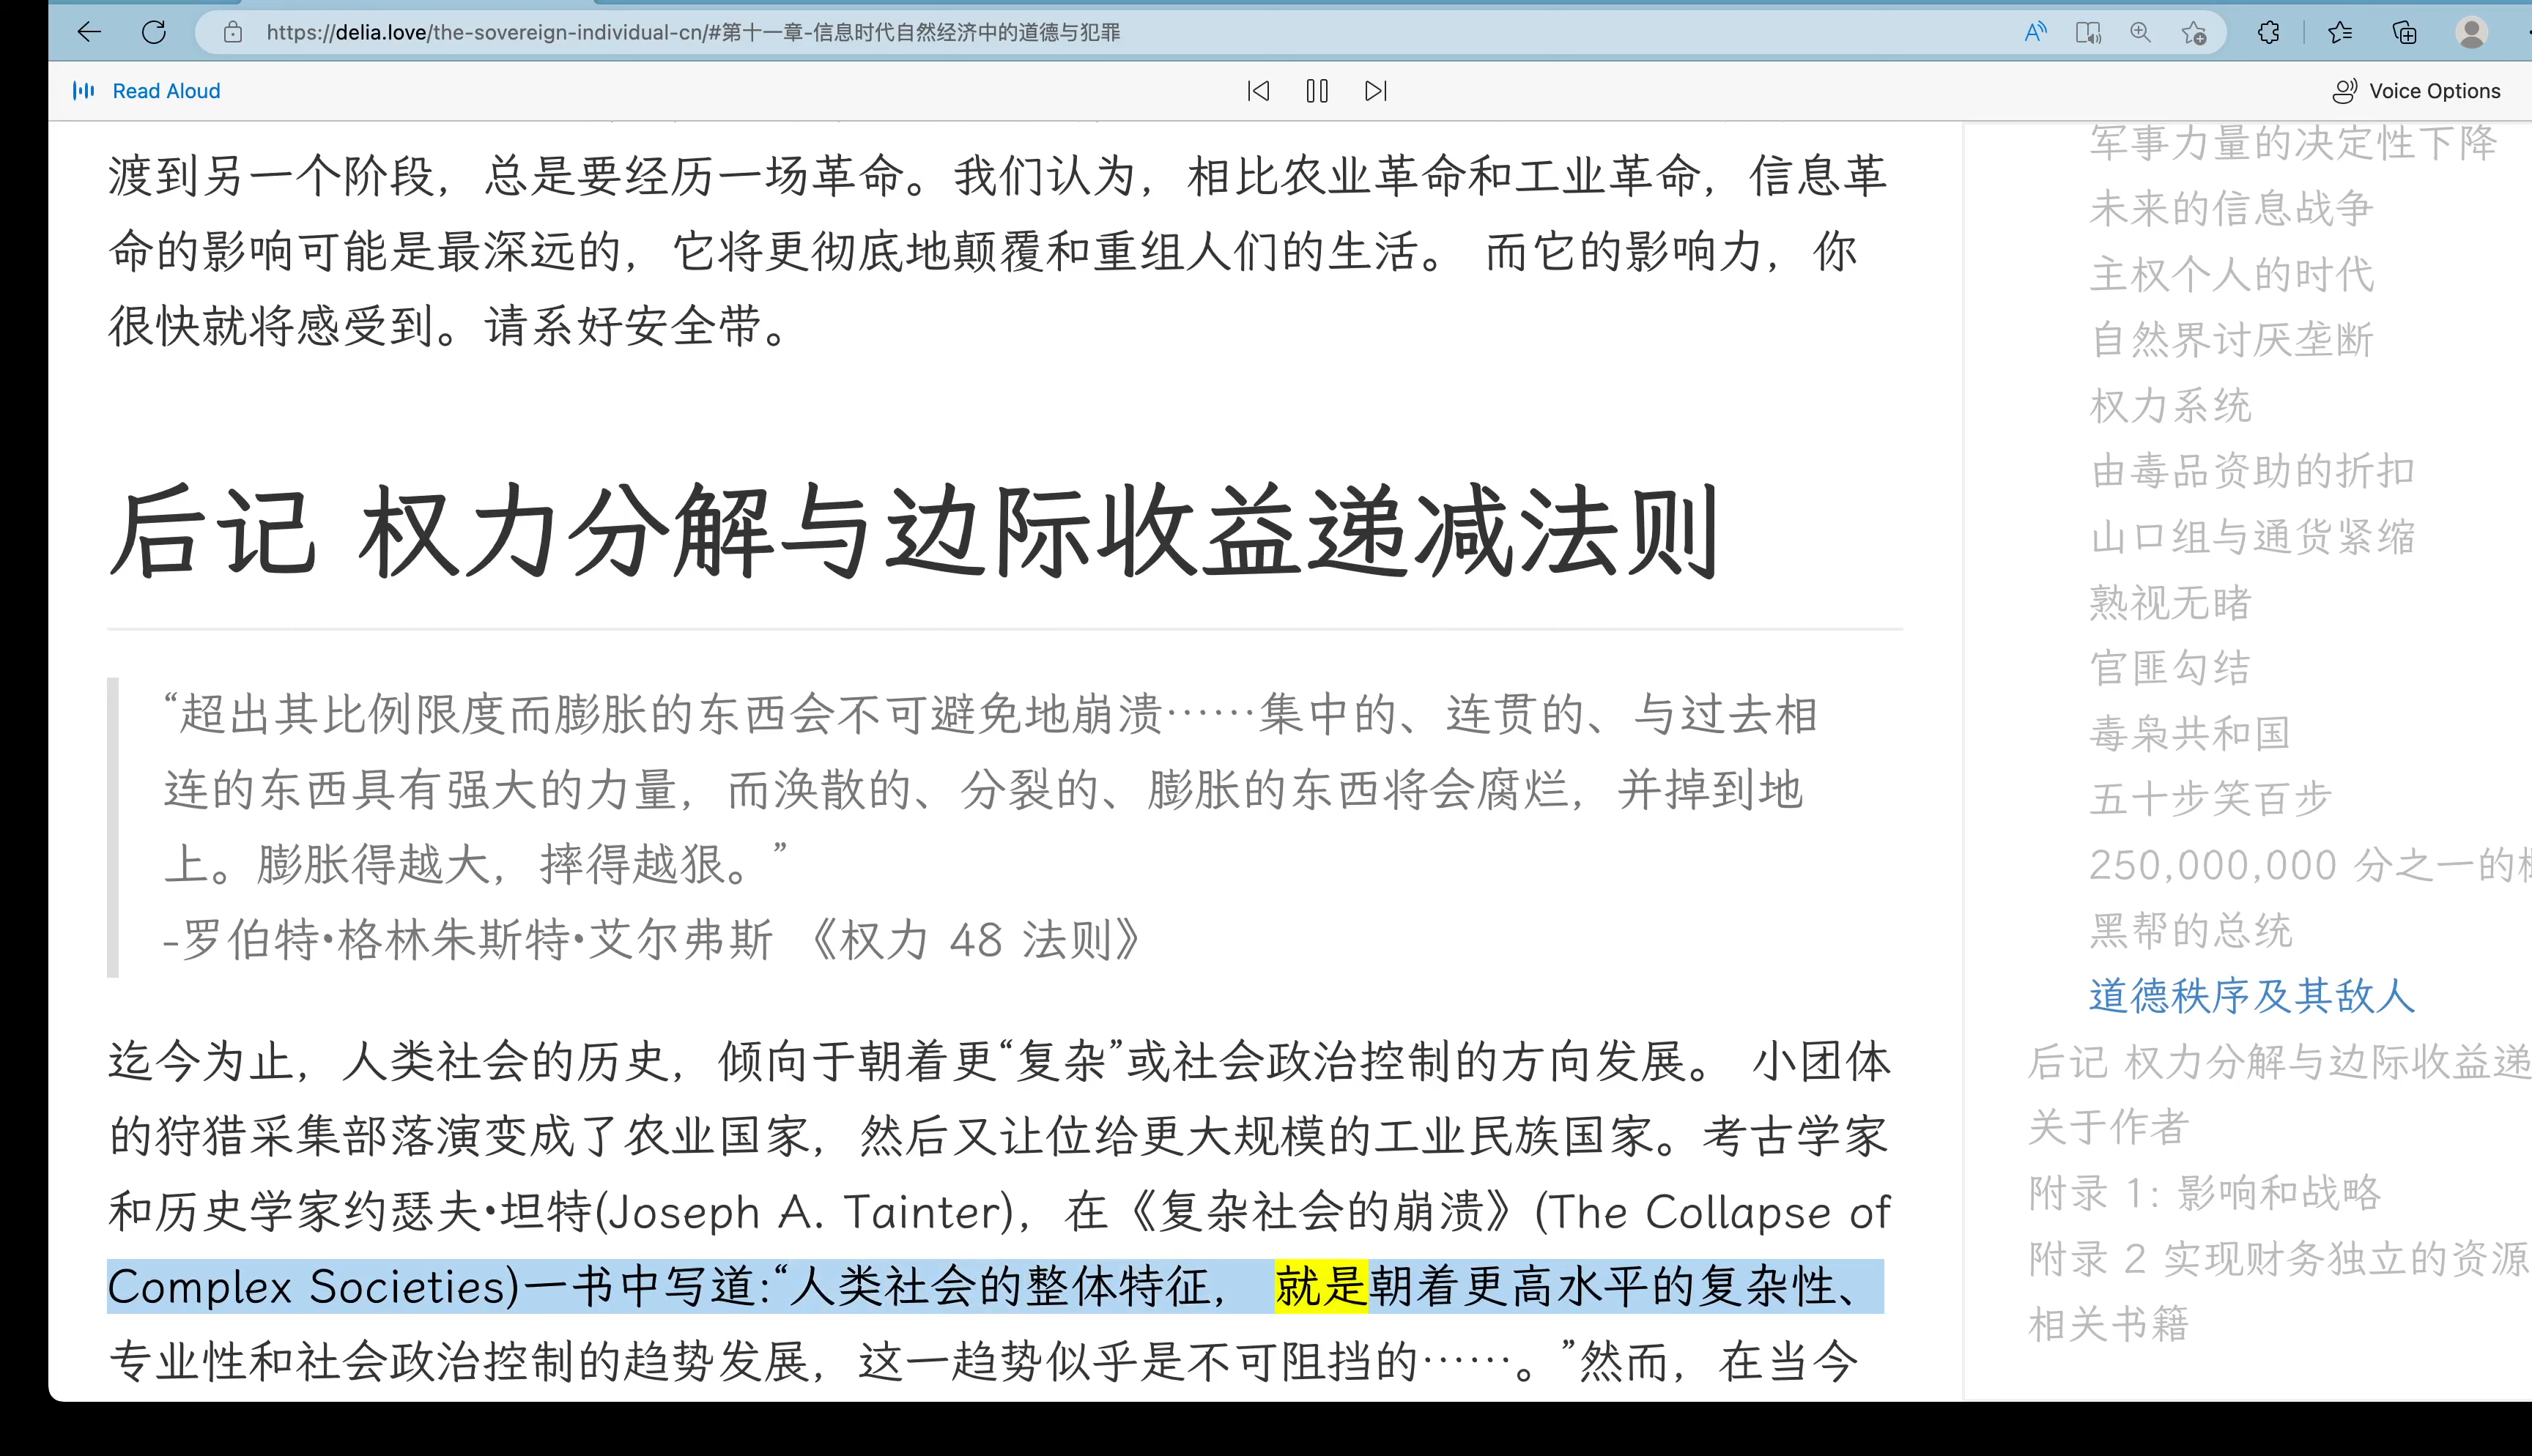 https://delia.love/the-sovereign-individual-cn/#第十一章-信息时代自然经济中的道德与犯罪
Read Aloud
Voice Options
渡到另一个阶段，总是要经历一场革命。我们认为，相比农业革命和工业革命，信息革
命的影响可能是最深远的，它将更彻底地颠覆和重组人们的生活。 而它的影响力，你
很快就将感受到。请系好安全带。
后记 权力分解与边际收益递减法则
“超出其比例限度而膨胀的东西会不可避免地崩溃……集中的、连贯的、与过去相
连的东西具有强大的力量，而涣散的、分裂的、膨胀的东西将会腐烂，并掉到地
上。膨胀得越大，摔得越狠。”
-罗伯特•格林朱斯特•艾尔弗斯 《权力 48 法则》
迄今为止，人类社会的历史，倾向于朝着更“复杂”或社会政治控制的方向发展。 小团体
的狩猎采集部落演变成了农业国家，然后又让位给更大规模的工业民族国家。考古学家
和历史学家约瑟夫•坦特(Joseph A. Tainter)，在《复杂社会的崩溃》(The Collapse of
Complex Societies)一书中写道:“人类社会的整体特征， 就是朝着更高水平的复杂性、
专业性和社会政治控制的趋势发展，这一趋势似乎是不可阻挡的……。”然而，在当今
军事力量的决定性下降
未来的信息战争
主权个人的时代
自然界讨厌垄断
权力系统
由毒品资助的折扣
山口组与通货紧缩
熟视无睹
官匪勾结
毒枭共和国
五十步笑百步
250,000,000 分之一的
黑帮的总统
道德秩序及其敌人
后记 权力分解与边际收益递
关于作者
附录 1: 影响和战略
附录 2 实现财务独立的资源
相关书籍